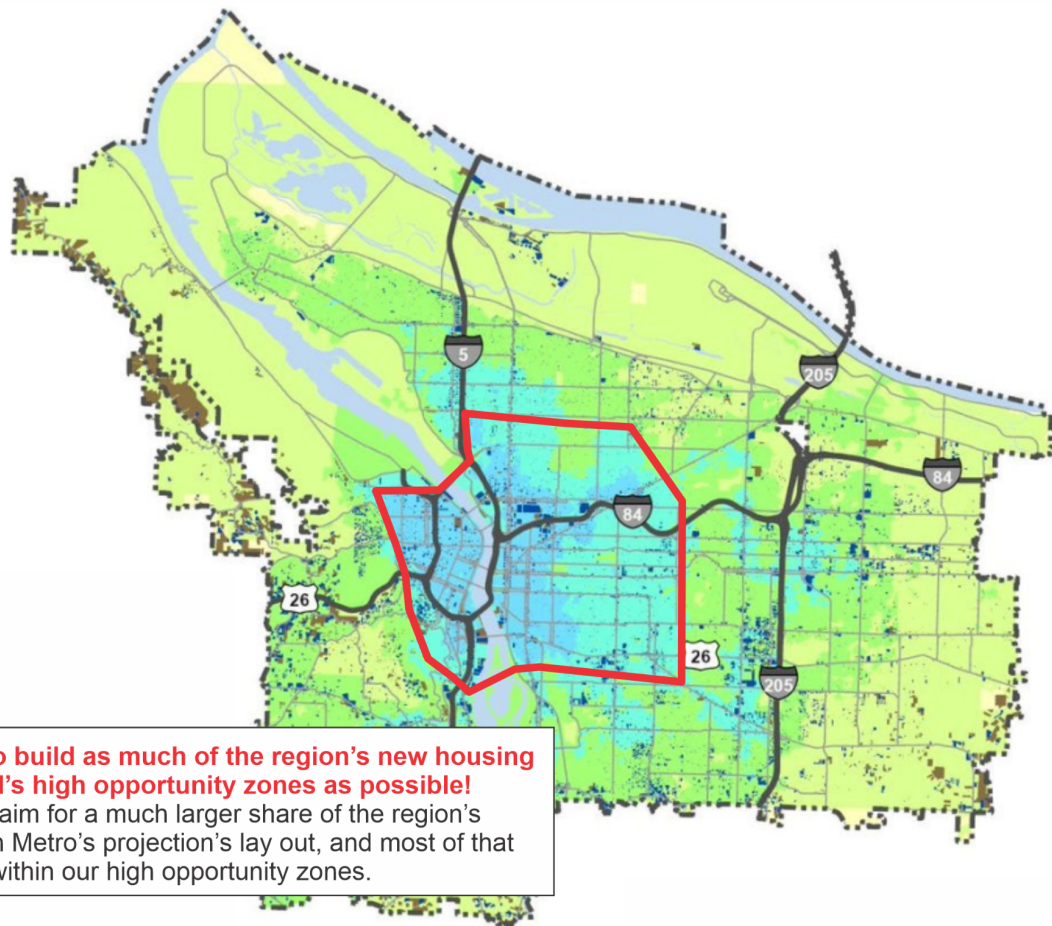 5
205
84
84
26
26
205
o build as much of the region’s new housing
l’s high opportunity zones as possible!
aim for a much larger share of the region’s
n Metro’s projection’s lay out, and most of that
within our high opportunity zones.